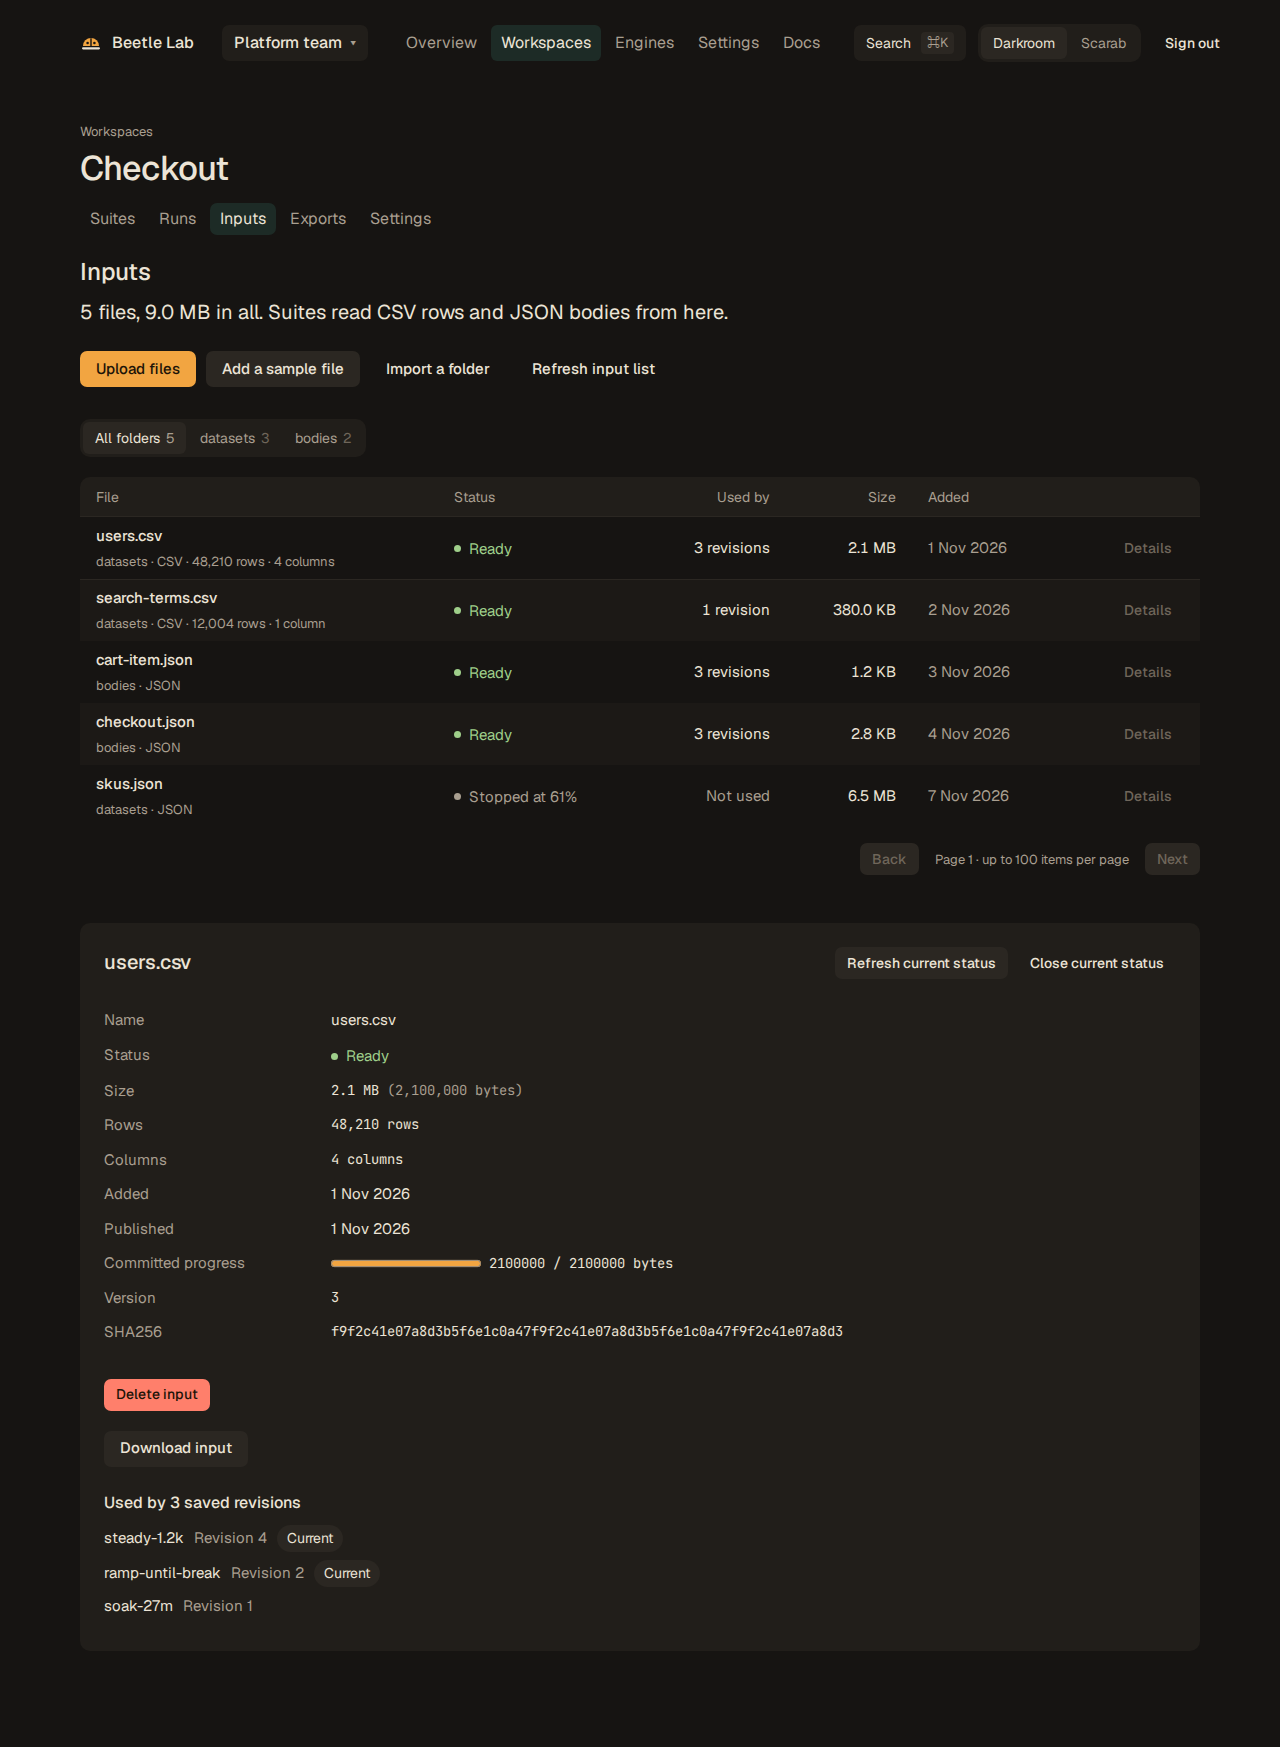 Beetle Lab Platform team Overview Workspaces Engines Settings Docs Search ⌘K Darkroom Scarab Sign out
Workspaces
Checkout
Suites Runs Inputs Exports Settings
Inputs
5 files, 9.0 MB in all. Suites read CSV rows and JSON bodies from here.
Upload files Add a sample file Import a folder Refresh input list
All folders 5 datasets 3 bodies 2
File Status Used by Size Added
users.csv
datasets · CSV · 48,210 rows · 4 columns
Ready 3 revisions 2.1 MB 1 Nov 2026 Details
search-terms.csv
datasets · CSV · 12,004 rows · 1 column
Ready 1 revision 380.0 KB 2 Nov 2026 Details
cart-item.json
bodies · JSON
Ready 3 revisions 1.2 KB 3 Nov 2026 Details
checkout.json
bodies · JSON
Ready 3 revisions 2.8 KB 4 Nov 2026 Details
skus.json
datasets · JSON
Stopped at 61% Not used 6.5 MB 7 Nov 2026 Details
Back Page 1 · up to 100 items per page Next
users.csv Refresh current status Close current status
Name users.csv
Status Ready
Size 2.1 MB (2,100,000 bytes)
Rows 48,210 rows
Columns 4 columns
Added 1 Nov 2026
Published 1 Nov 2026
Committed progress 2100000 / 2100000 bytes
Version 3
SHA256 f9f2c41e07a8d3b5f6e1c0a47f9f2c41e07a8d3b5f6e1c0a47f9f2c41e07a8d3
Delete input
Download input
Used by 3 saved revisions
steady-1.2k Revision 4 Current
ramp-until-break Revision 2 Current
soak-27m Revision 1